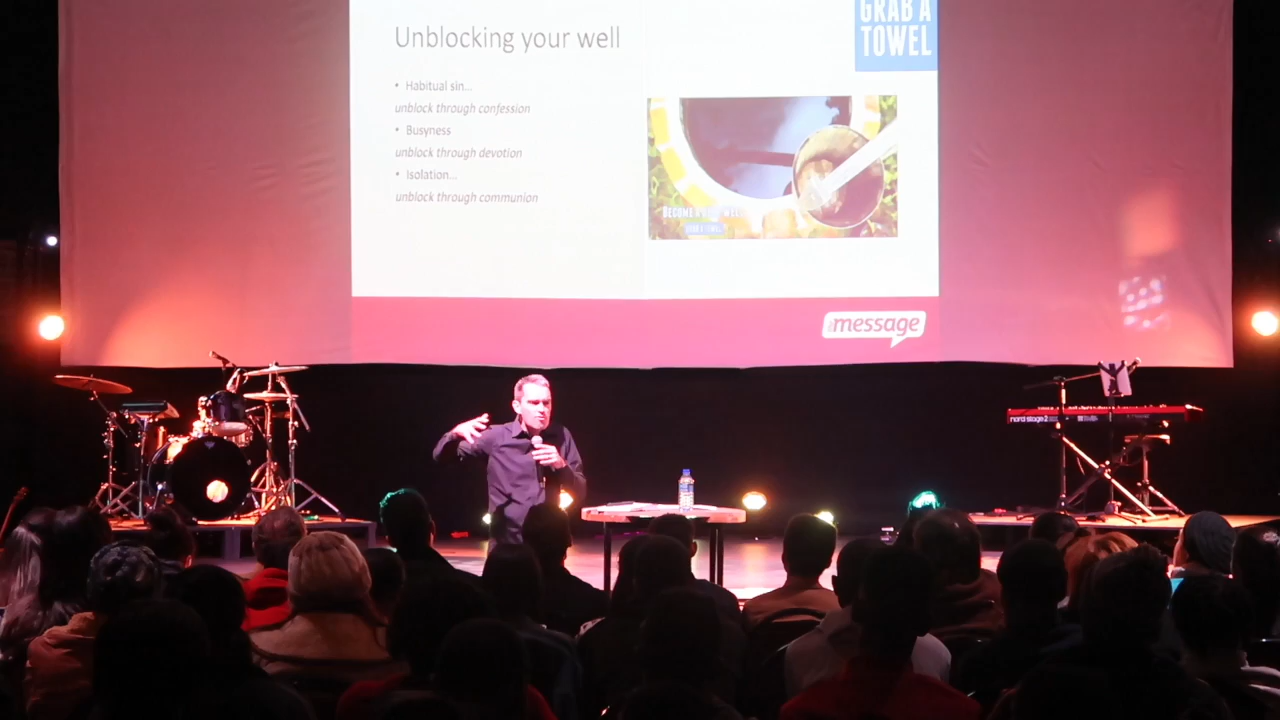 Unblocking your well
• Habitual sin...
unblock through confession
• Busyness
unblock through devotion
• Isolation...
unblock through communion
GRAB A
TOWEL
BECOME A
message
nord stage 2